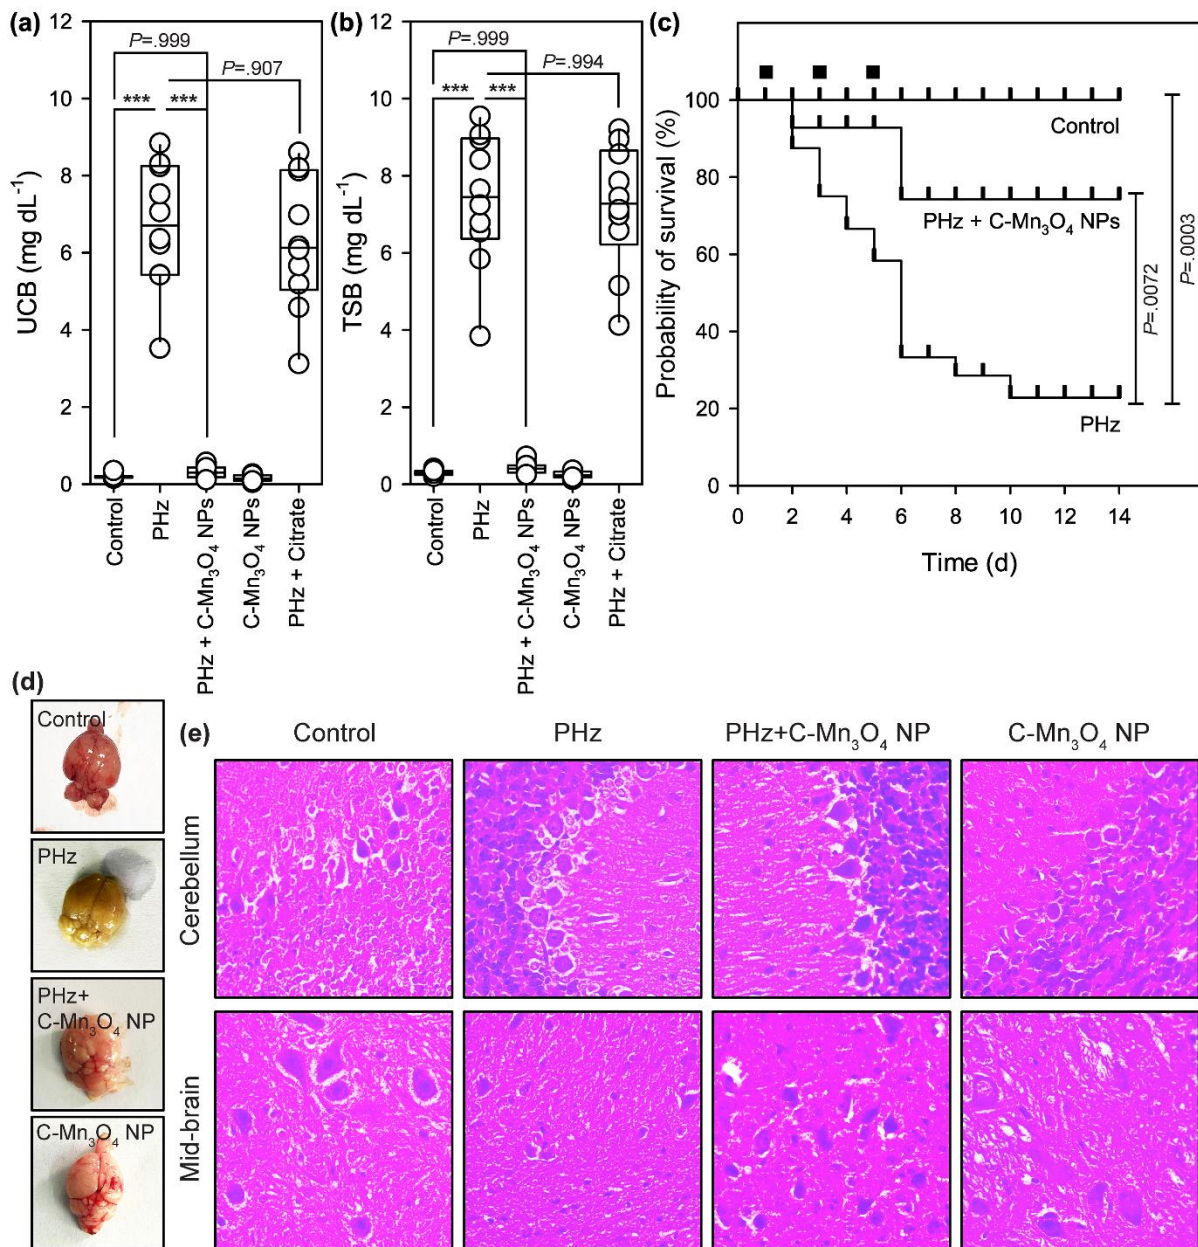 (a)
12
10
8
6
4
2
0
UCB (mg dL⁻¹)
P=.999
P=.907
*** ***
Control
PHz
PHz + C-Mn₃O₄ NPs
C-Mn₃O₄ NPs
PHz + Citrate
(b)
12
10
8
6
4
2
0
TSB (mg dL⁻¹)
P=.999
P=.994
*** ***
Control
PHz
PHz + C-Mn₃O₄ NPs
C-Mn₃O₄ NPs
PHz + Citrate
(c)
100
80
60
40
20
0
Probability of survival (%)
Control
PHz + C-Mn₃O₄ NPs
PHz
P=.0072
P=.0003
0 2 4 6 8 10 12 14
Time (d)
(d)
Control
PHz
PHz+
C-Mn₃O₄ NP
C-Mn₃O₄ NP
(e)
Control PHz PHz+C-Mn₃O₄ NP C-Mn₃O₄ NP
Cerebellum
Mid-brain